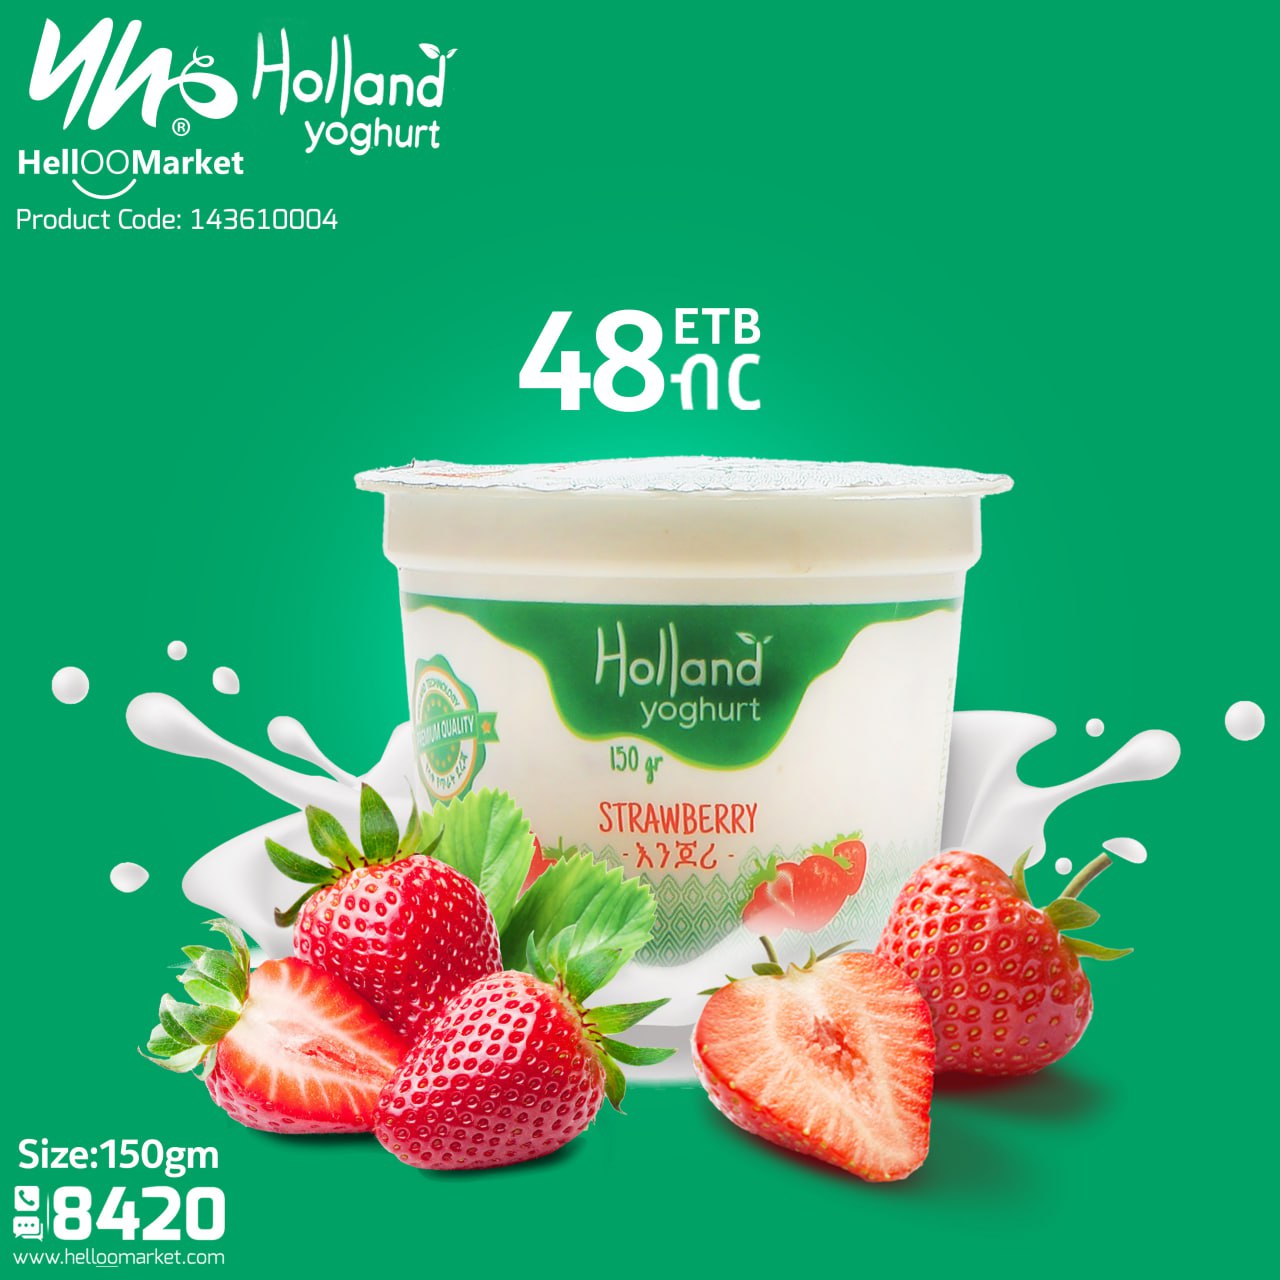 Holland
yoghurt
®
HellOOMarket
Product Code: 143610004
48 ETB
ብር
Holland
yoghurt
150 gr
PREMIUM QUALITY
STRAWBERRY
- እንጆሪ -
Size:150gm
8420
www.helloomarket.com